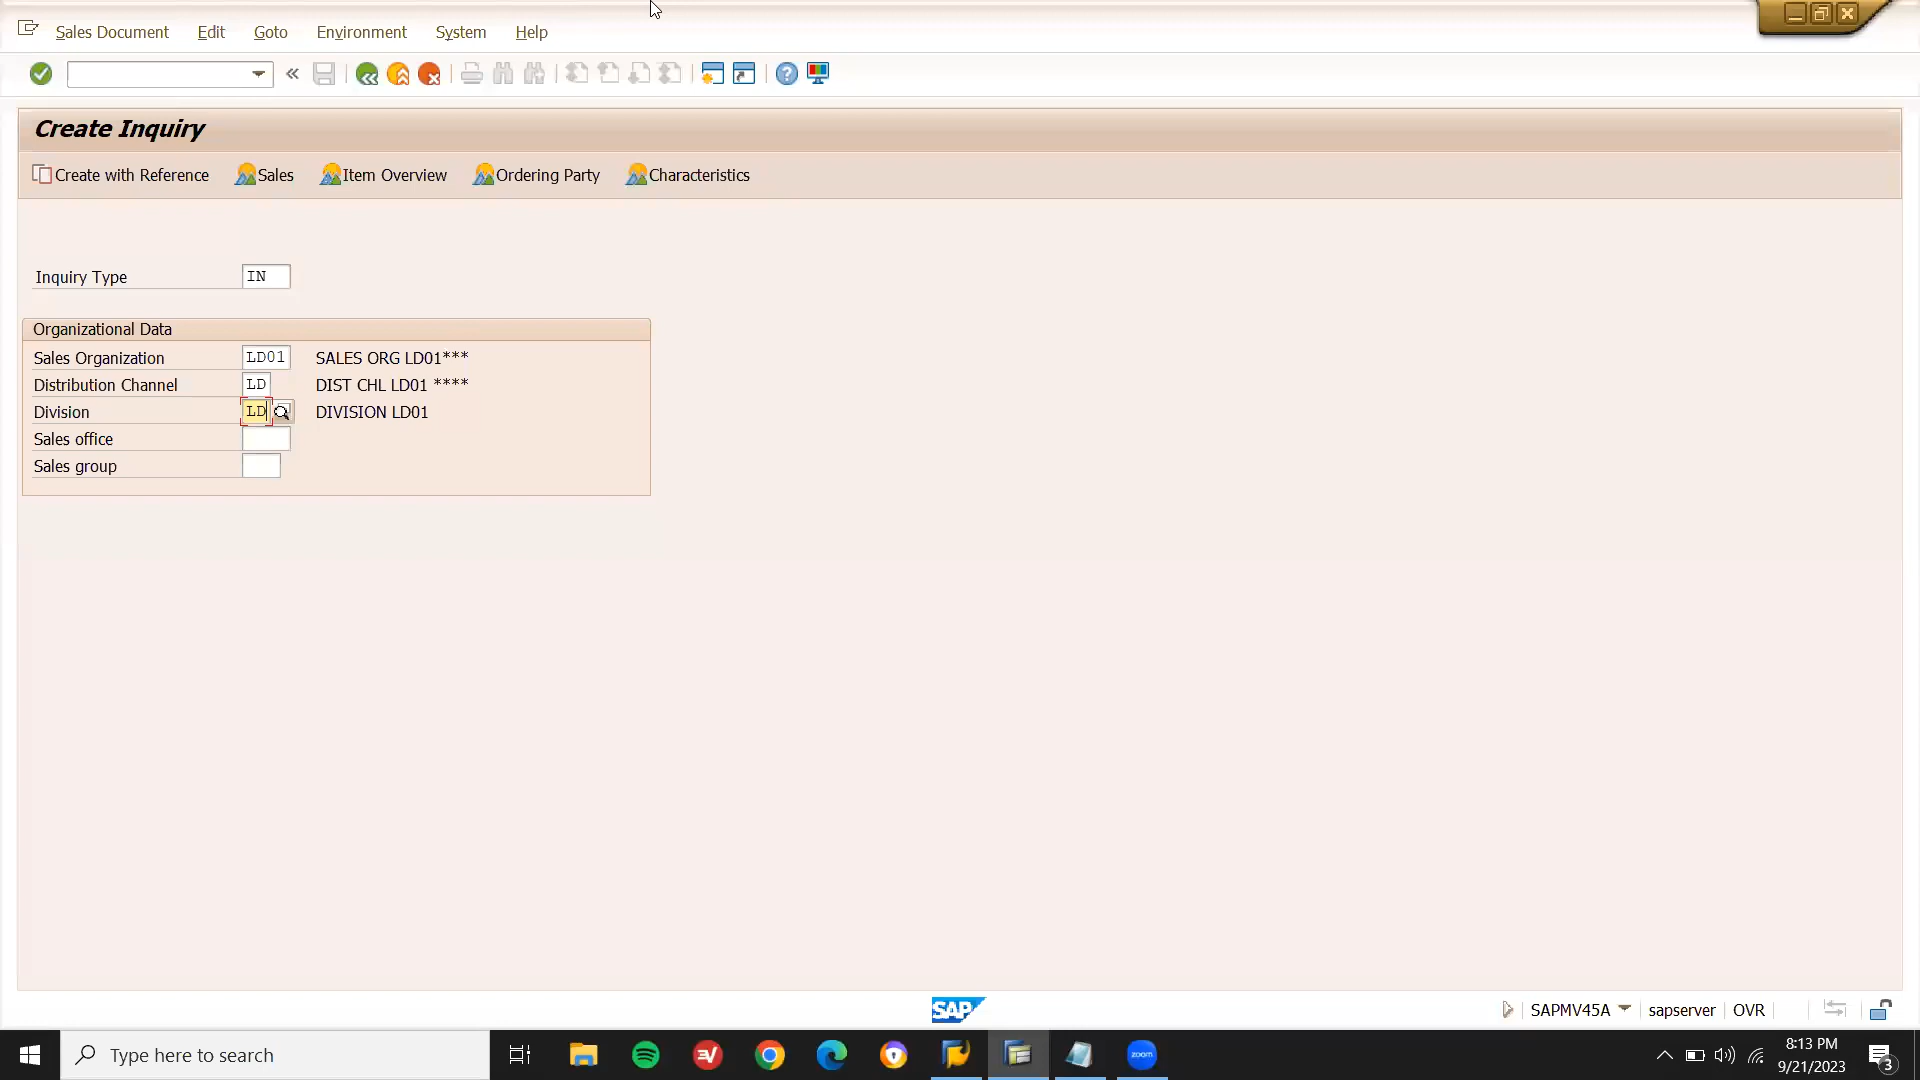 Sales Document Edit Goto Environment System Help
Create Inquiry
Create with Reference Sales Item Overview Ordering Party Characteristics
Inquiry Type IN
Organizational Data
Sales Organization LD01 SALES ORG LD01***
Distribution Channel LD DIST CHL LD01 ****
Division LD DIVISION LD01
Sales office
Sales group
SAP SAPMV45A sapserver OVR
Type here to search zoom 8:13 PM
9/21/2023 3